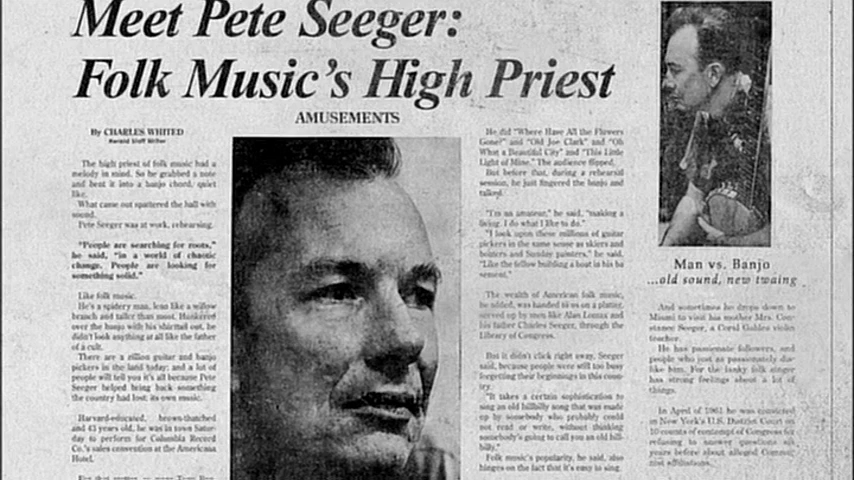 Meet Pete Seeger:
Folk Music's High Priest
AMUSEMENTS
By CHARLES WHITED
Herald Staff Writer
The high priest of folk music had a
melody in mind. So he grabbed a note
and bent it into a banjo chord, quiet
like.
What came out spattered the hall with
sound.
Pete Seeger was at work, rehearsing.
"People are searching for roots,"
he said, "in a world of chaotic
change. People are looking for
something solid."
Like folk music.
He's a spidery man, lean like a willow
branch and taller than most. Hunkered
over the banjo with his shirttail out, he
didn't look anything at all like the father
of a cult.
There are a zillion guitar and banjo
pickers in the land today; and a lot of
people will tell you it's all because Pete
Seeger helped bring back something
the country had lost: its own music.
Harvard-educated, brown-thatched
and 43 years old, he was in town Satur-
day to perform for Columbia Record
Co.'s sales convention at the Americana
Hotel.
He did "Where Have All the Flowers
Gone?" and "Old Joe Clark" and "Oh
What a Beautiful City" and "This Little
Light of Mine." The audience flipped.
But before that, during a rehearsal
session, he just fingered the banjo and
talked.
"I'm an amateur," he said, "making a
living. I do what I like to do."
"I look upon these millions of guitar
pickers in the same sense as skiers and
boaters and Sunday painters," he said.
"Like the fellow building a boat in his ba
sement."
The wealth of American folk music,
he added, was handed to us on a platter,
served up by men like Alan Lomax and
his father Charles Seeger, through the
Library of Congress.
But it didn't click right away, Seeger
said, because people were still too busy
forgetting their beginnings in this coun-
try.
"It takes a certain sophistication to
sing an old hillbilly song that was made
up by somebody who probably could
not read or write, without thinking
somebody's going to call you an old hill-
billy."
Folk music's popularity, he said, also
hinges on the fact that it's easy to sing.
Man vs. Banjo
...old sound, new twaing
And sometimes he drops down to
Miami to visit his mother Mrs. Con-
stance Seeger, a Coral Gables violin
teacher.
He has passionate followers, and
people who just as passionately dis-
like him. For the lanky folk singer
has strong feelings about a lot of
things.
In April of 1961 he was convicted
in New York's U.S. District Court on
10 counts of contempt of Congress for
refusing to answer questions six
years before about alleged Commu-
nist affiliations.